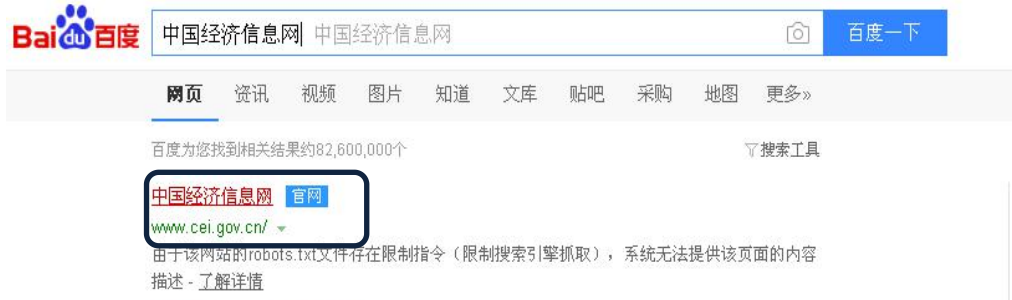 Bai du 百度 中国经济信息网 中国经济信息网 百度一下
网页 资讯 视频 图片 知道 文库 贴吧 采购 地图 更多»
百度为您找到相关结果约82,600,000个 搜索工具
中国经济信息网 官网
www.cei.gov.cn/
由于该网站的robots.txt文件存在限制指令（限制搜索引擎抓取），系统无法提供该页面的内容
描述 - 了解详情